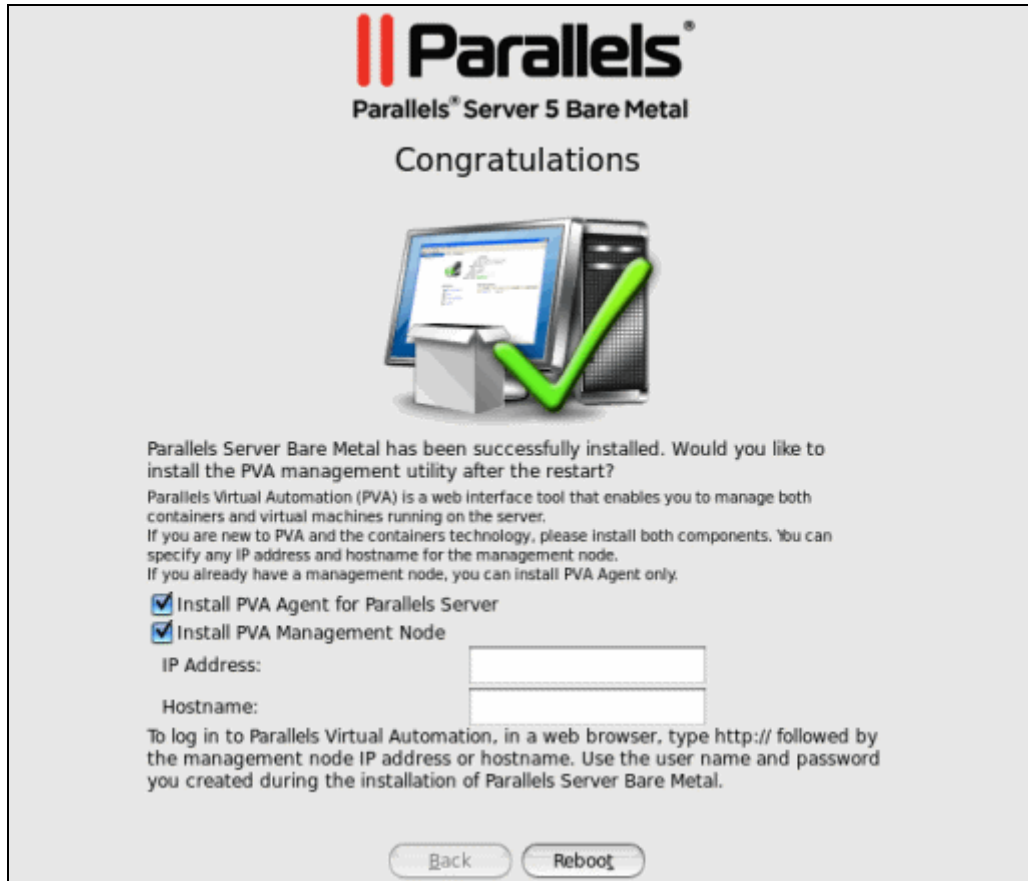 Parallels®
Parallels® Server 5 Bare Metal
Congratulations
Parallels Server Bare Metal has been successfully installed. Would you like to
install the PVA management utility after the restart?
Parallels Virtual Automation (PVA) is a web interface tool that enables you to manage both
containers and virtual machines running on the server.
If you are new to PVA and the containers technology, please install both components. You can
specify any IP address and hostname for the management node.
If you already have a management node, you can install PVA Agent only.
Install PVA Agent for Parallels Server
Install PVA Management Node
IP Address:
Hostname:
To log in to Parallels Virtual Automation, in a web browser, type http:// followed by
the management node IP address or hostname. Use the user name and password
you created during the installation of Parallels Server Bare Metal.
Back Reboot